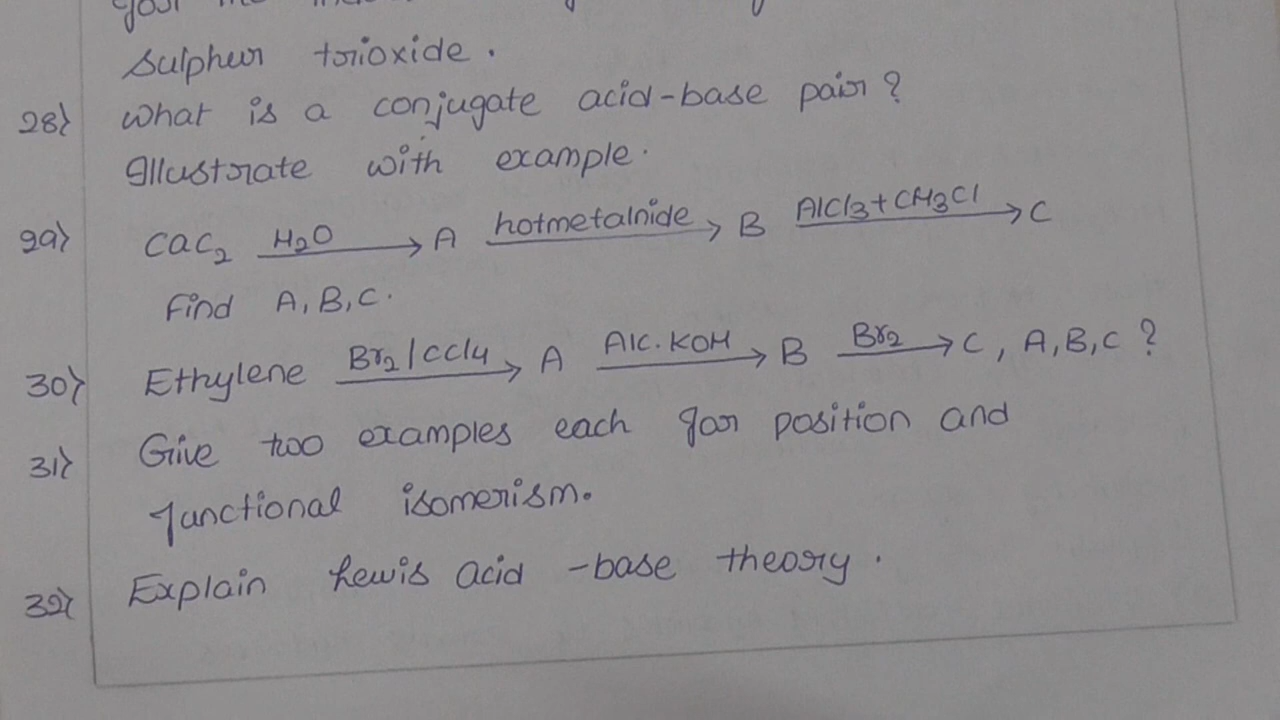 sulphur trioxide.
28) What is a conjugate acid-base pair?
Illustrate with example.
29) CaC2 H2O → A hotmetalnide → B AlCl3+CH3Cl → C
Find A, B, C.
30) Ethylene Br2/CCl4 → A Alc.KOH → B Br2 → C, A, B, C ?
31) Give two examples each for position and
functional isomerism.
32) Explain Lewis acid -base theory.